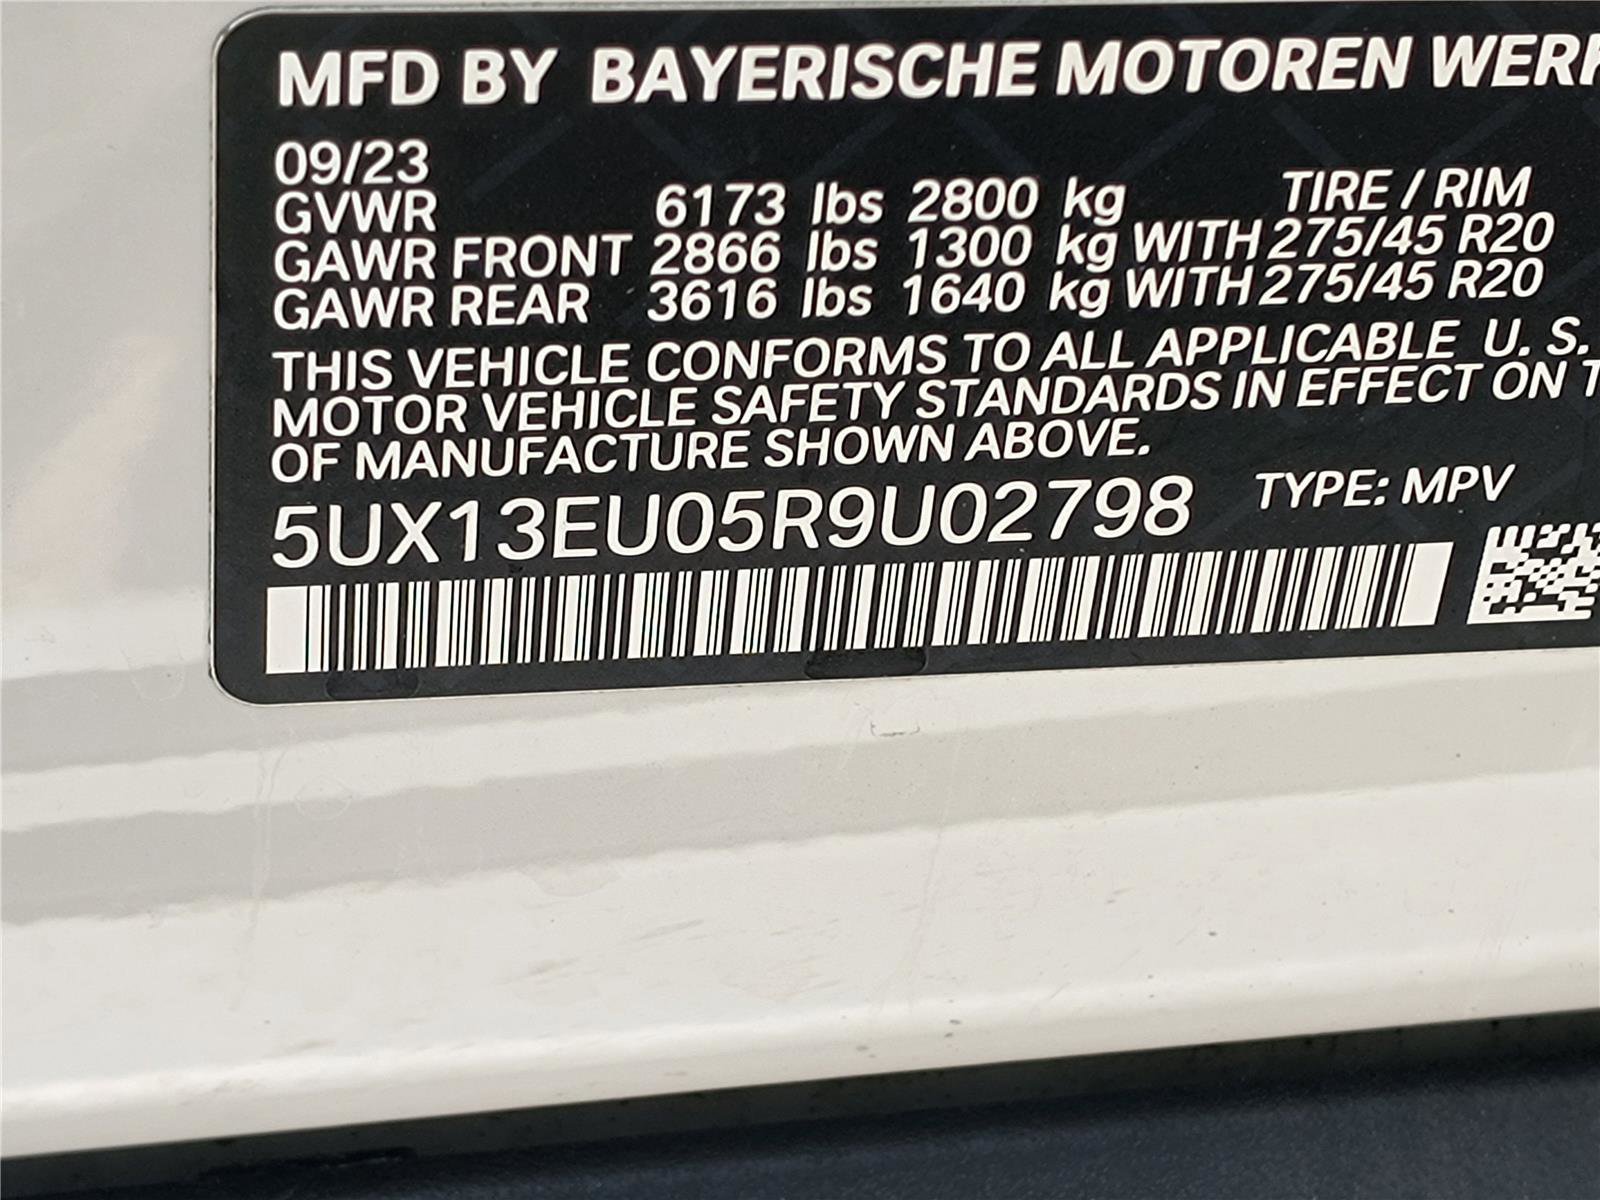 MFD BY BAYERISCHE MOTOREN
09/23
GVWR 6173 lbs 2800 kg TIRE / RIM
GAWR FRONT 2866 lbs 1300 kg WITH 275/45 R20
GAWR REAR 3616 lbs 1640 kg WITH 275/45 R20
THIS VEHICLE CONFORMS TO ALL APPLICABLE U. S.
MOTOR VEHICLE SAFETY STANDARDS IN EFFECT ON
OF MANUFACTURE SHOWN ABOVE.
5UX13EU05R9U02798 TYPE: MPV